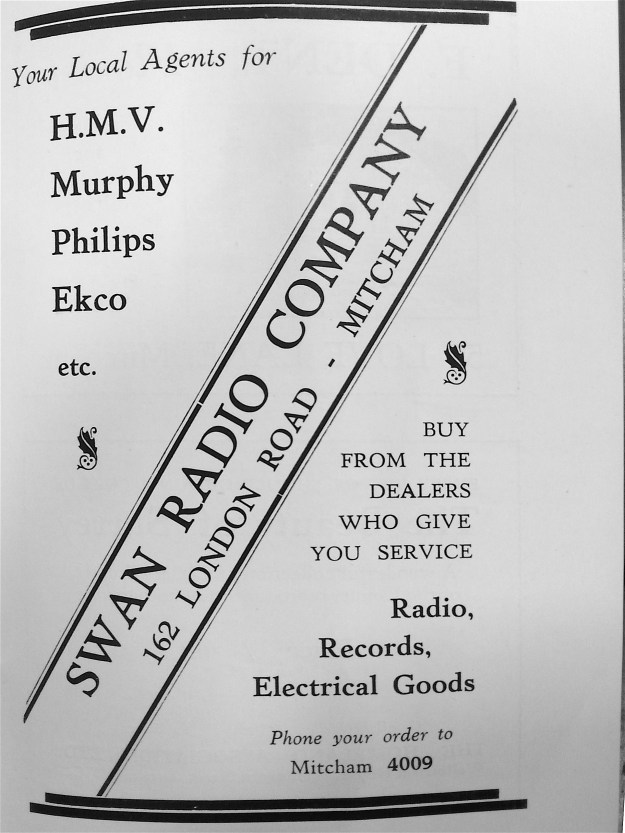 Your Local Agents for
H.M.V.
Murphy
Philips
Ekco
etc.
SWAN RADIO COMPANY
162 LONDON ROAD - MITCHAM
BUY
FROM THE
DEALERS
WHO GIVE
YOU SERVICE
Radio,
Records,
Electrical Goods
Phone your order to
Mitcham 4009